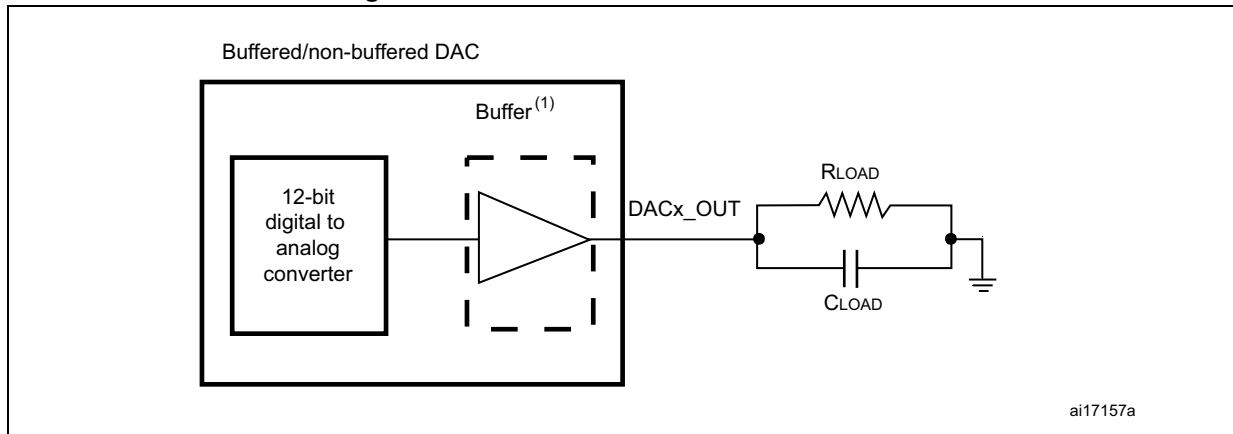 Buffered/non-buffered DAC
Buffer(1)
12-bit
digital to
analog
converter
DACx_OUT
RLOAD
CLOAD
ai17157a